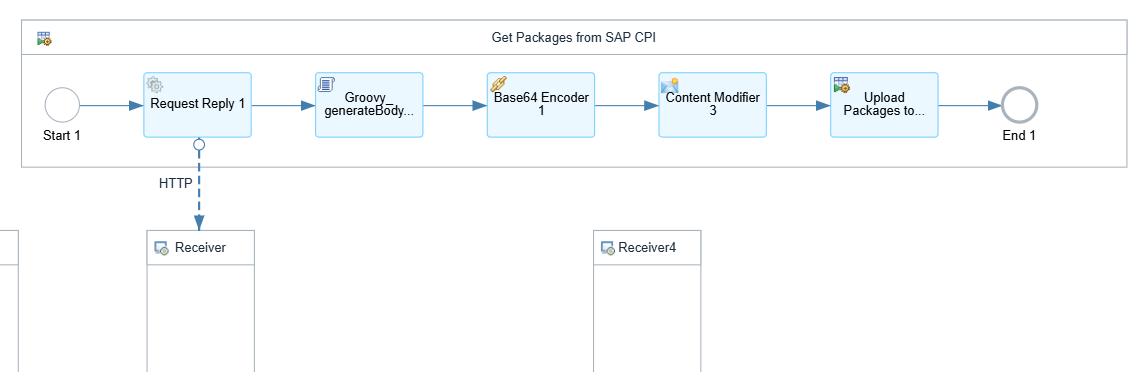 Get Packages from SAP CPI
Start 1
Request Reply 1
Groovy_
generateBody...
Base64 Encoder
1
Content Modifier
3
Upload
Packages to...
End 1
HTTP
Receiver
Receiver4